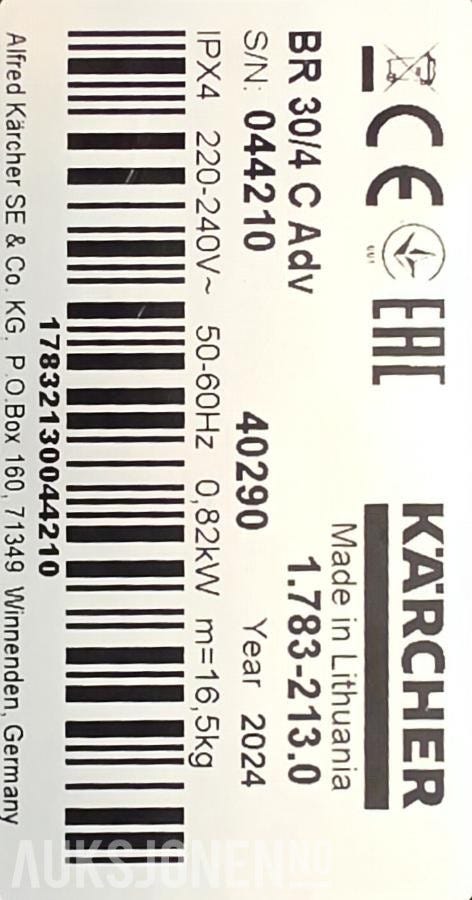 KÄRCHER
CE
EAC
Made in Lithuania
BR 30/4 C Adv 1.783-213.0
S/N: 044210 40290 Year 2024
IPX4 220-240V~ 50-60Hz 0,82kW m=16,5kg
17832130044210
Alfred Kärcher SE & Co. KG, P.O.Box 160, 71349 Winnenden, Germany
AUKSJONEN.NO